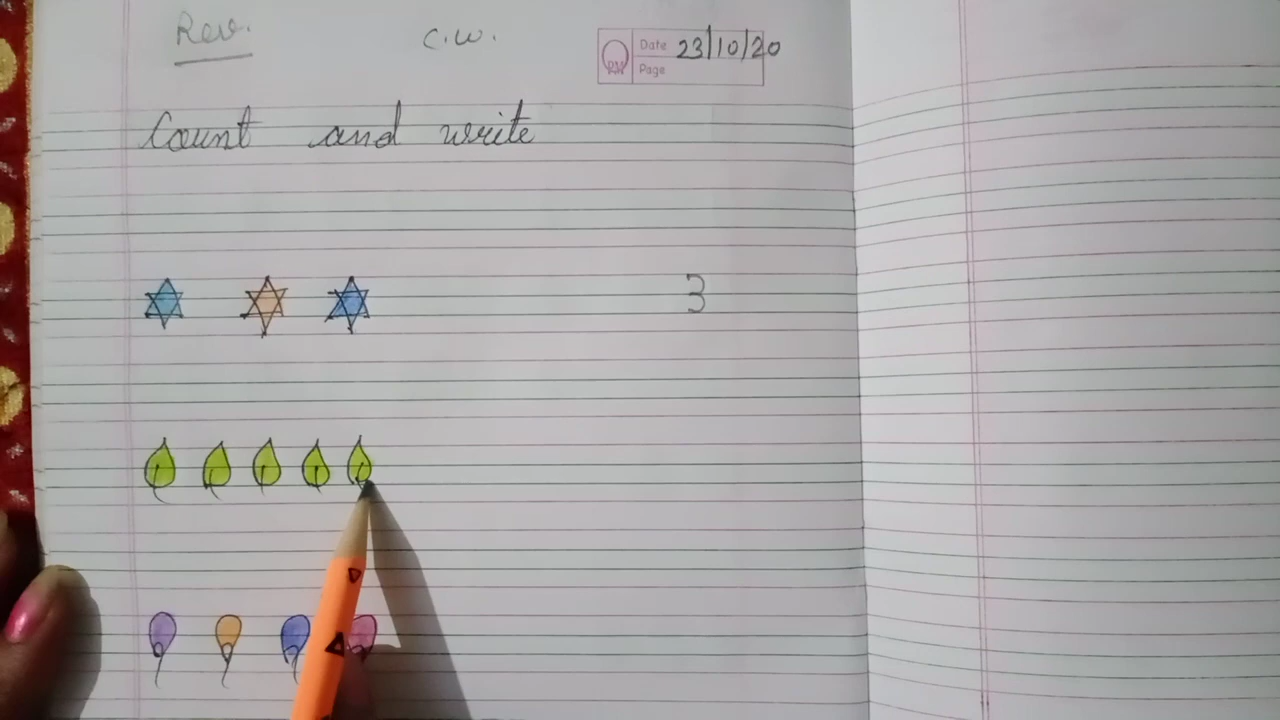 Rev.
C.W.
Date 23/10/20
Page
Count and write
3